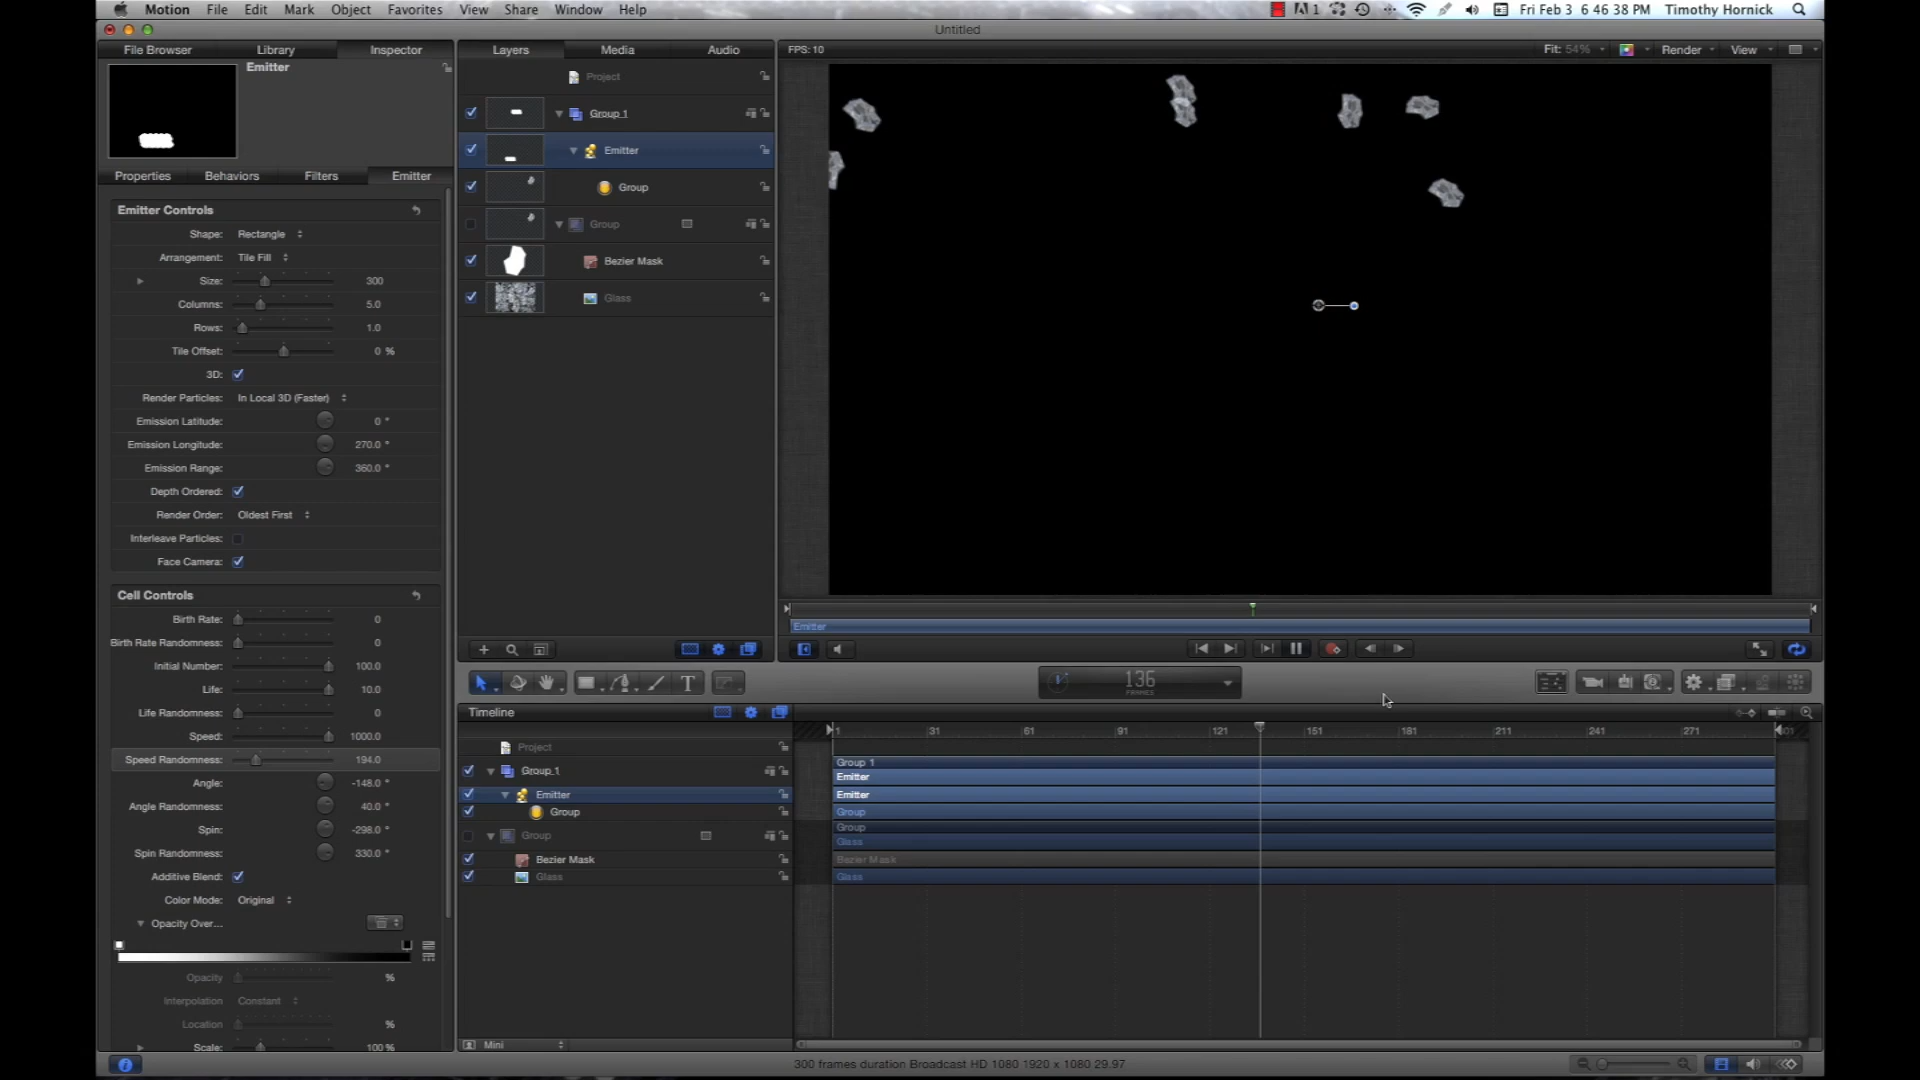 Motion File Edit Mark Object Favorites View Share Window Help
1 Fri Feb 3 6 46 38 PM Timothy Hornick
Untitled
File Browser Library Inspector
Layers Media Audio
FPS: 10 Fit: 54% Render View
Emitter
Properties Behaviors Filters Emitter
Emitter Controls
Shape: Rectangle
Arrangement: Tile Fill
Size: 300
Columns: 5.0
Rows: 1.0
Tile Offset: 0 %
3D:
Render Particles: In Local 3D (Faster)
Emission Latitude: 0 °
Emission Longitude: 270.0 °
Emission Range: 360.0 °
Depth Ordered:
Render Order: Oldest First
Interleave Particles:
Face Camera:
Cell Controls
Birth Rate: 0
Birth Rate Randomness: 0
Initial Number: 100.0
Life: 10.0
Life Randomness: 0
Speed: 1000.0
Speed Randomness: 194.0
Angle: -148.0 °
Angle Randomness: 40.0 °
Spin: -298.0 °
Spin Randomness: 330.0 °
Additive Blend:
Color Mode: Original
Opacity Over...
Opacity %
Interpolation Constant
Location %
Scale: 100 %
Project
Group 1
Emitter
Group
Group
Bezier Mask
Glass
Emitter
136
FRAMES
T
Timeline
1 31 61 91 121 151 181 211 241 271 301
Project
Group 1
Emitter
Group
Group
Bezier Mask
Glass
Group 1
Emitter
Emitter
Group
Group
Glass
Bezier Mask
Glass
Mini
300 frames duration Broadcast HD 1080 1920 x 1080 29.97